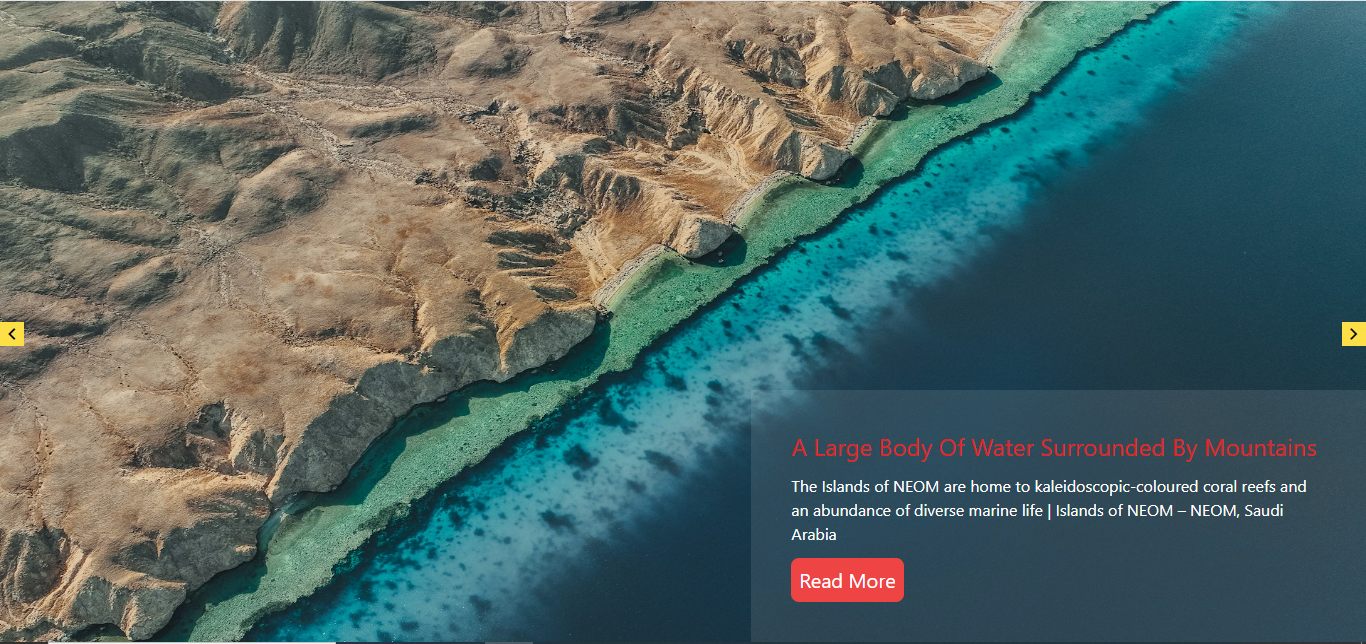 A Large Body Of Water Surrounded By Mountains
The Islands of NEOM are home to kaleidoscopic-coloured coral reefs and
an abundance of diverse marine life | Islands of NEOM – NEOM, Saudi
Arabia
Read More